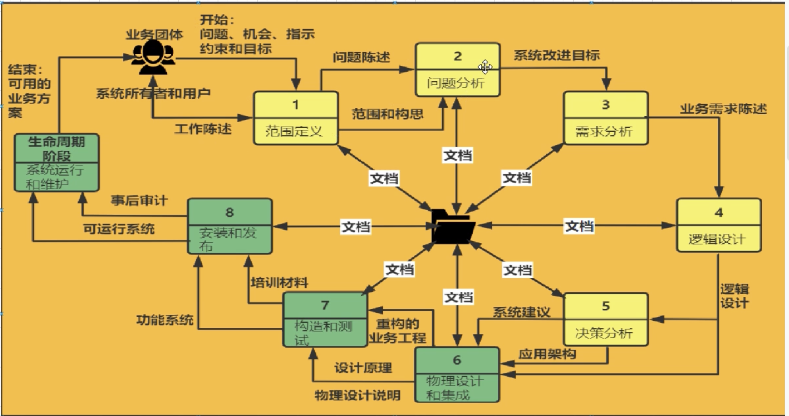 业务团体
开始：
问题、机会、指示
约束和目标
结束：
可用的
业务方
案
系统所有者和用户
工作陈述
问题陈述
范围和构思
1
范围定义
2
问题分析
系统改进目标
3
需求分析
业务需求陈述
4
逻辑设计
逻辑
设计
5
决策分析
系统建议
应用架构
6
物理设计
和集成
重构的
业务工程
设计原理
物理设计说明
7
构造和测
试
培训材料
功能系统
8
安装和发
布
事后审计
可运行系统
生命周期
阶段
系统运行
和维护
文档
文档
文档
文档
文档
文档
文档
文档